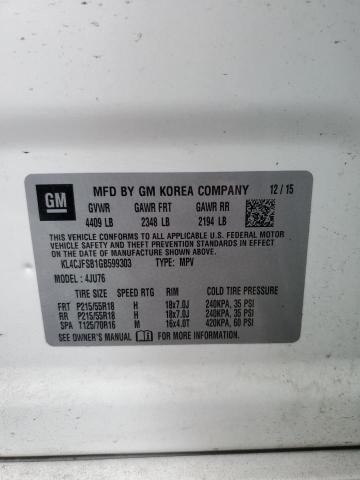 GM
MFD BY GM KOREA COMPANY 12/15
GVWR GAWR FRT GAWR RR
4409 LB 2348 LB 2194 LB
THIS VEHICLE CONFORMS TO ALL APPLICABLE U.S.
FEDERAL MOTOR VEHICLE SAFETY, BUMPER, AND
THEFT PREVENTION STANDARDS IN EFFECT
ON THE DATE OF MANUFACTURE SHOWN ABOVE.
KL4CJFSB1GB599303 TYPE: MPV
MODEL : 4JU76
TIRE SIZE SPEED RTG RIM COLD TIRE PRESSURE
FRT P215/55R18 H 18x7.0J 240KPA, 35 PSI
RR P215/55R18 H 18x7.0J 240KPA, 35 PSI
SPA T125/70R16 M 16x4.0T 420KPA, 60 PSI
SEE OWNER'S MANUAL FOR MORE INFORMATION.